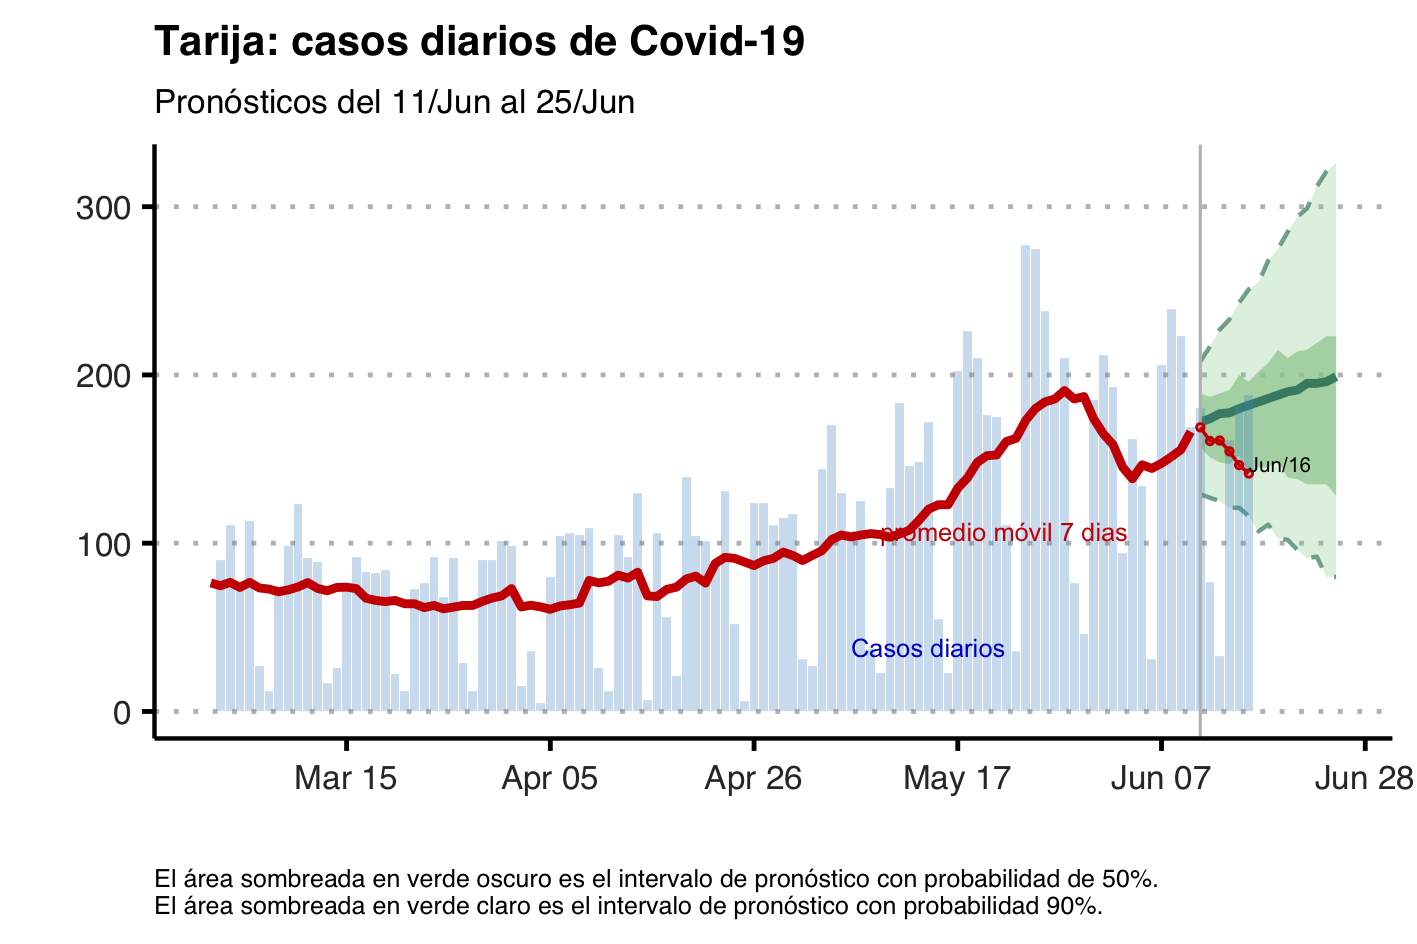 Tarija: casos diarios de Covid-19
Pronósticos del 11/Jun al 25/Jun
300
200
100
0
Jun/16
promedio móvil 7 dias
Casos diarios
Mar 15
Apr 05
Apr 26
May 17
Jun 07
Jun 28
El área sombreada en verde oscuro es el intervalo de pronóstico con probabilidad de 50%.
El área sombreada en verde claro es el intervalo de pronóstico con probabilidad 90%.